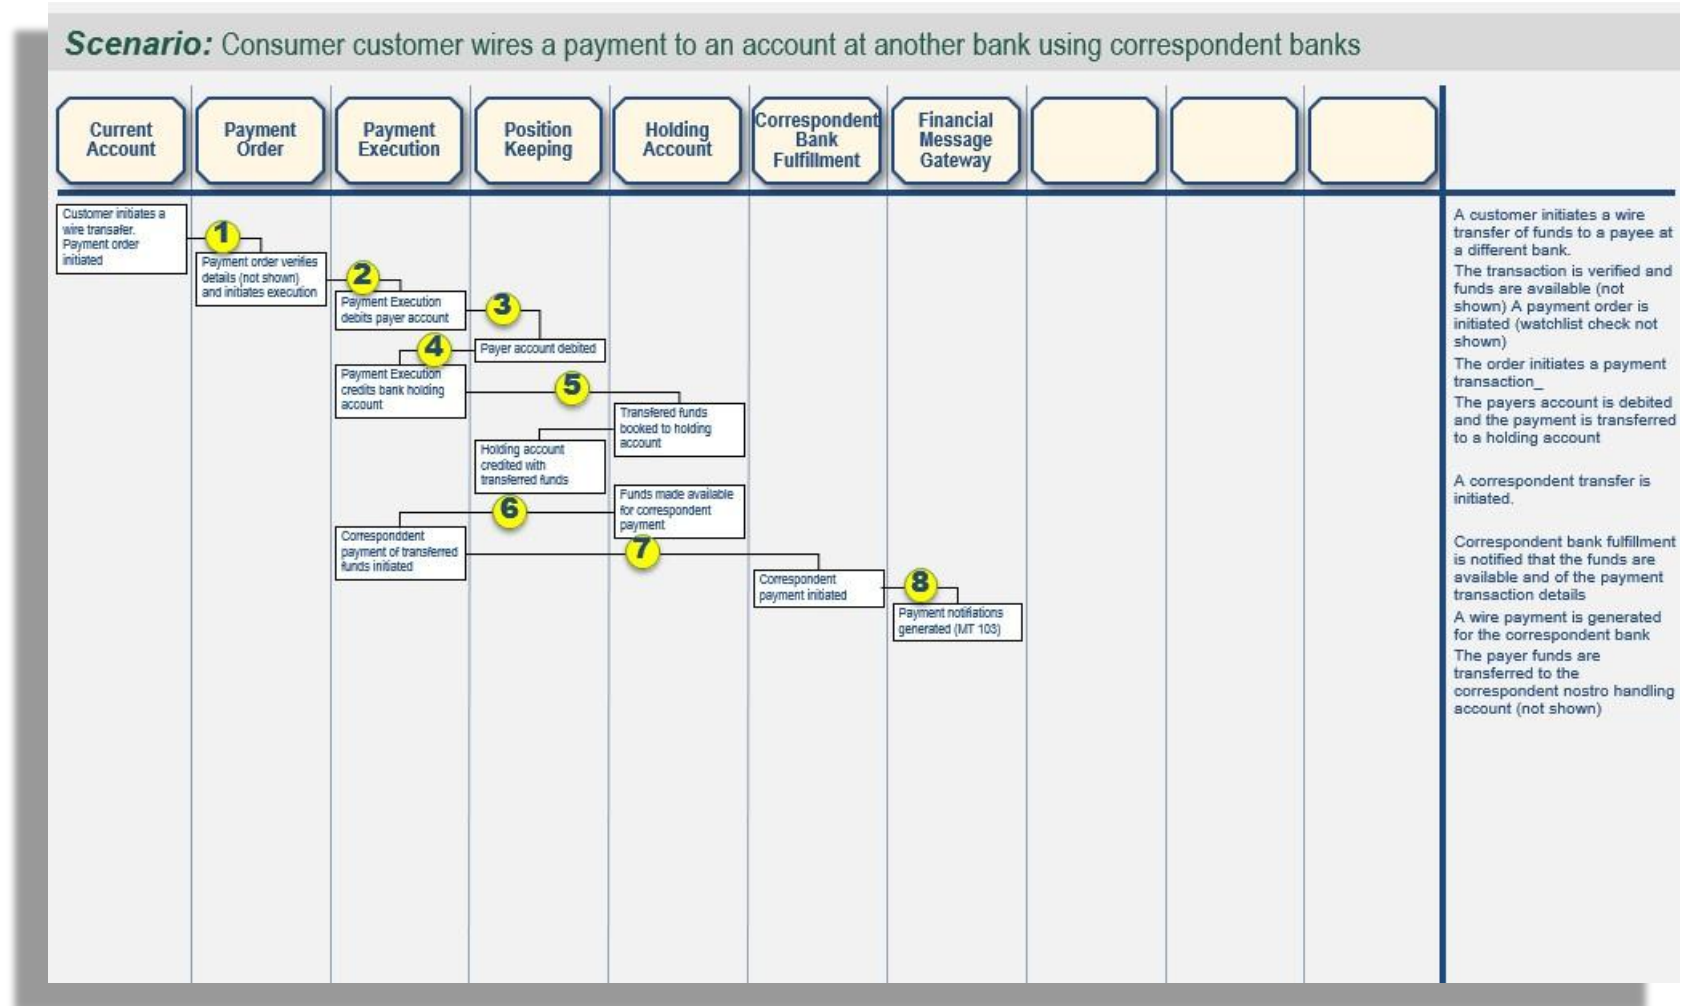 Scenario: Consumer customer wires a payment to an account at another bank using correspondent banks
Current
Account
Payment
Order
Payment
Execution
Position
Keeping
Holding
Account
Correspondent
Bank
Fulfillment
Financial
Message
Gateway
Customer initiates a
wire transafer.
Payment order
initiated
1
Payment order verifies
details (not shown)
and initiates execution
2
Payment Execution
debits payer account
3
Payer account debited
4
Payment Execution
credits bank holding
account
5
Transfered funds
booked to holding
account
Holding account
credited with
transferred funds
Funds made available
for correspondent
payment
6
Corresponddent
payment of transferred
funds initiated
7
Correspondent
payment initiated
8
Payment notifiations
generated (MT 103)
A customer initiates a wire
transfer of funds to a payee at
a different bank.
The transaction is verified and
funds are available (not
shown) A payment order is
initiated (watchlist check not
shown)
The order initiates a payment
transaction_
The payers account is debited
and the payment is transferred
to a holding account
A correspondent transfer is
initiated.
Correspondent bank fulfillment
is notified that the funds are
available and of the payment
transaction details
A wire payment is generated
for the correspondent bank
The payer funds are
transferred to the
correspondent nostro handling
account (not shown)